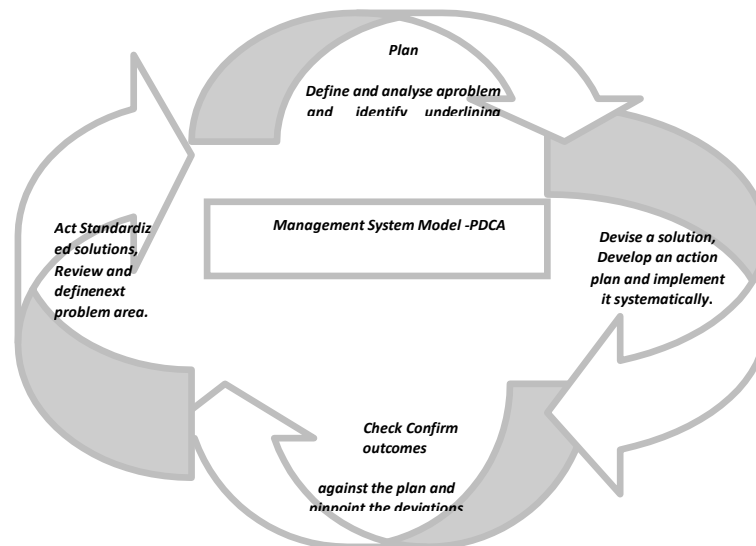 Plan
Define and analyse aproblem
and identify underlining
Management System Model -PDCA
Devise a solution,
Develop an action
plan and implement
it systematically.
Check Confirm
outcomes
against the plan and
pinpoint the deviations
Act Standardiz
ed solutions,
Review and
definenext
problem area.